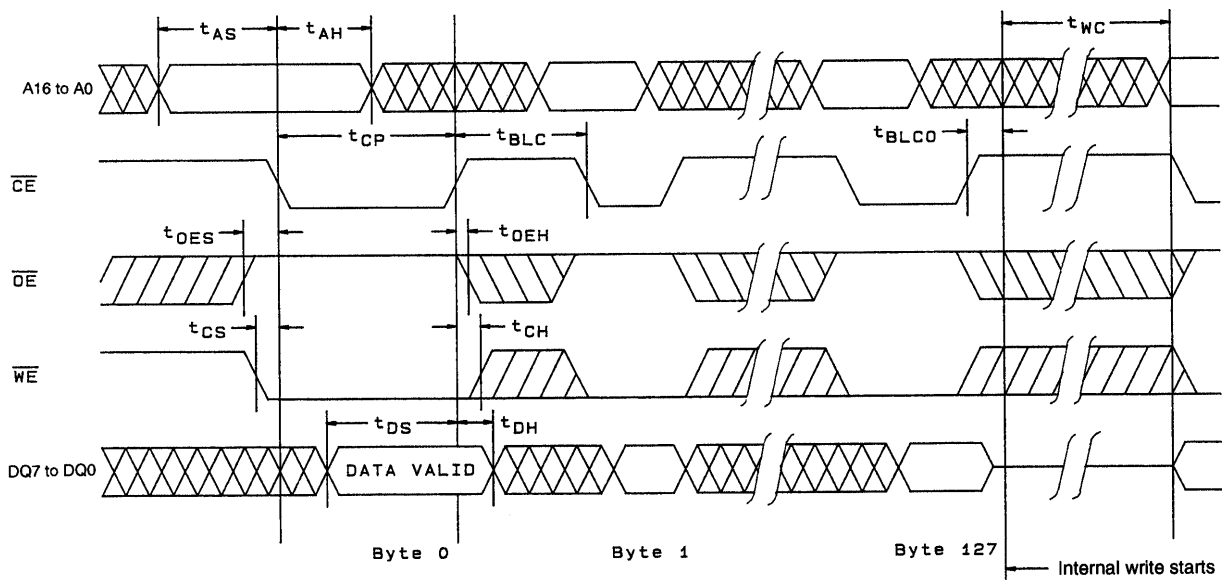 tAS tAH tWC
A16 to A0
tCP tBLC tBLCO
CE
tOES tOEH
OE
tCS tCH
WE
tDS tDH
DQ7 to DQ0 DATA VALID
Byte 0 Byte 1 Byte 127
Internal write starts